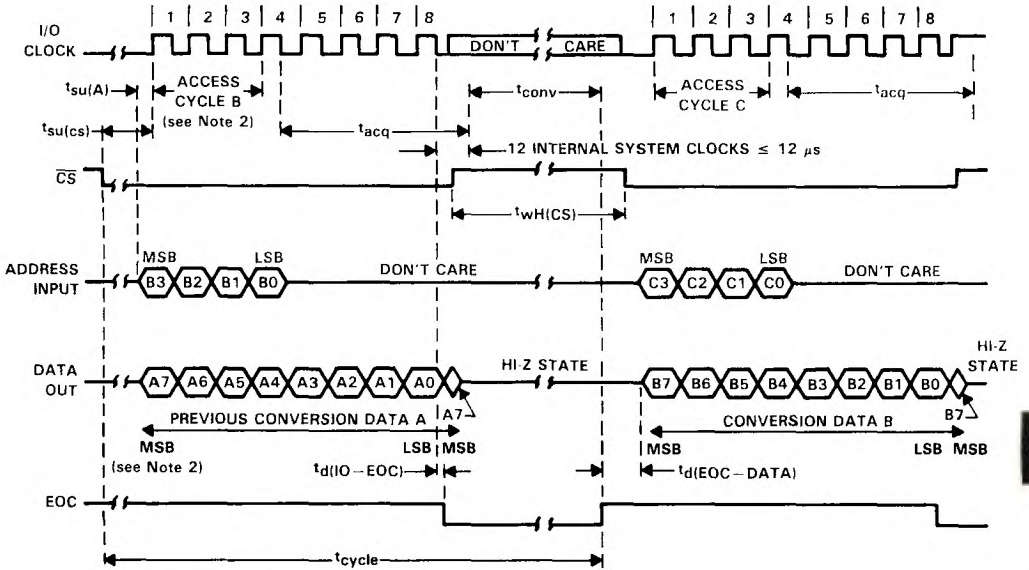 1 2 3 4 5 6 7 8 1 2 3 4 5 6 7 8
I/O
CLOCK
DON'T CARE
tsu(A)
ACCESS
CYCLE B
(see Note 2)
tconv
ACCESS
CYCLE C
tacq
tsu(cs)
tacq
12 INTERNAL SYSTEM CLOCKS ≤ 12 μs
CS
twH(CS)
MSB LSB MSB LSB
ADDRESS
INPUT
B3 B2 B1 B0 DON'T CARE C3 C2 C1 C0 DON'T CARE
HI-Z STATE
HI-Z
STATE
DATA
OUT
A7 A6 A5 A4 A3 A2 A1 A0 B7 B6 B5 B4 B3 B2 B1 B0
A7 B7
PREVIOUS CONVERSION DATA A CONVERSION DATA B
MSB LSB MSB MSB LSB MSB
(see Note 2)
td(IO−EOC) td(EOC−DATA)
EOC
tcycle